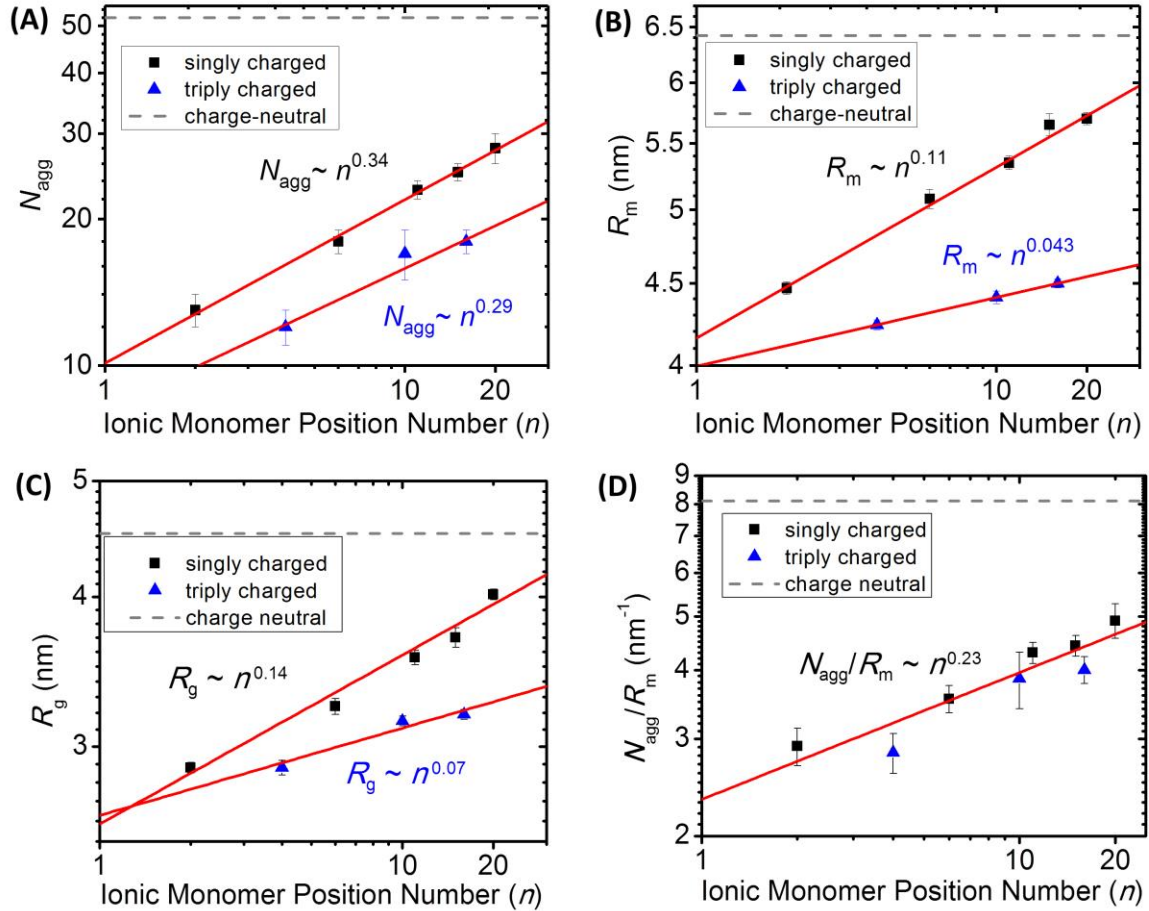 (A)
50
40
30
20
10
N_agg
singly charged
triply charged
charge-neutral
N_agg ~ n^0.34
N_agg ~ n^0.29
1
10
20
Ionic Monomer Position Number (n)
(B)
6.5
6
5.5
5
4.5
4
R_m (nm)
singly charged
triply charged
charge-neutral
R_m ~ n^0.11
R_m ~ n^0.043
1
10
20
Ionic Monomer Position Number (n)
(C)
5
4
3
R_g (nm)
singly charged
triply charged
charge neutral
R_g ~ n^0.14
R_g ~ n^0.07
1
10
20
Ionic Monomer Position Number (n)
(D)
9
8
7
6
5
4
3
2
N_agg/R_m (nm^-1)
singly charged
triply charged
charge neutral
N_agg/R_m ~ n^0.23
1
10
20
Ionic Monomer Position Number (n)